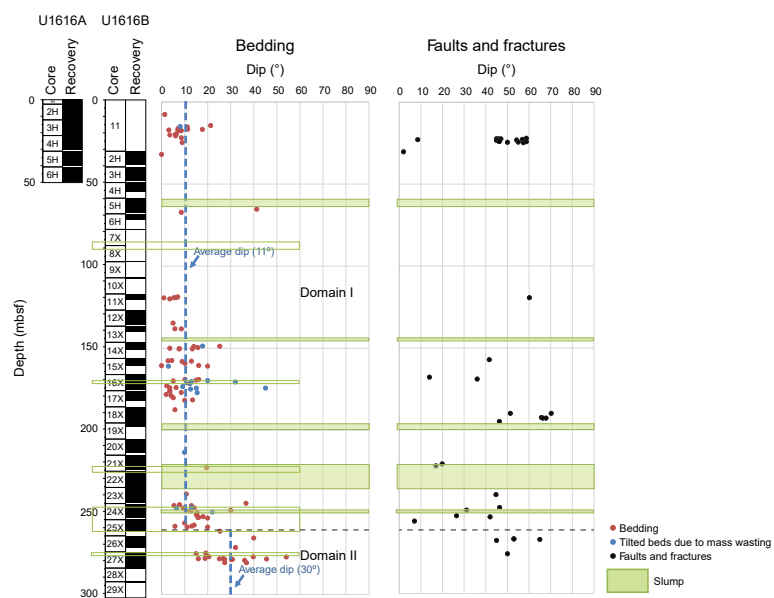 U1616A U1616B
Core Recovery Core Recovery
Bedding
Faults and fractures
Dip (°)
Dip (°)
0 10 20 30 40 50 60 70 80 90
0 10 20 30 40 50 60 70 80 90
Depth (mbsf)
0
50
2H
3H
4H
5H
6H
0
50
100
150
200
250
300
11
2H
3H
4H
5H
6H
7X
8X
9X
10X
11X
12X
13X
14X
15X
16X
17X
18X
19X
20X
21X
22X
23X
24X
25X
26X
27X
28X
29X
Average dip (11°)
Domain I
Domain II
Average dip (30°)
Bedding
Tilted beds due to mass wasting
Faults and fractures
Slump